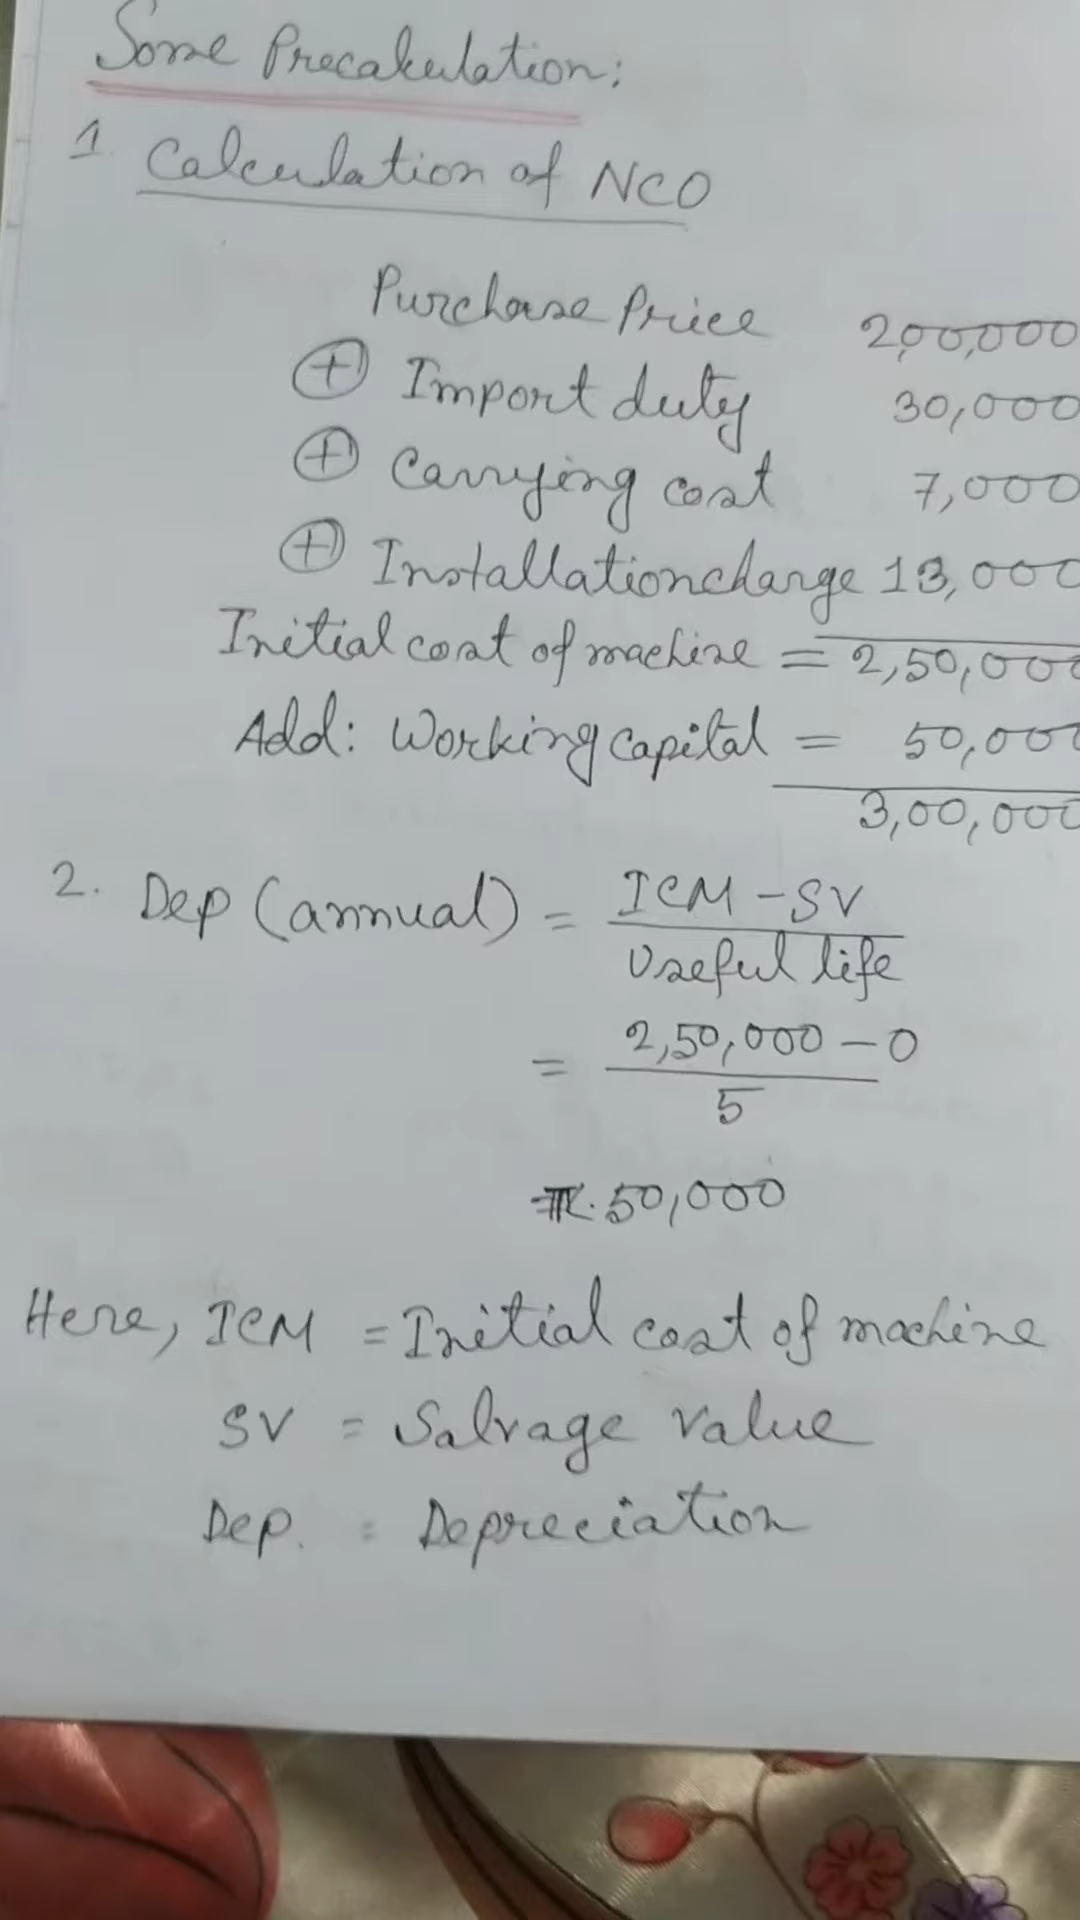 Some Precalculation:
1. Calculation of NCO
Purchase Price 200,000
+ Import duty 30,000
+ Carrying cost 7,000
+ Installation charge 13,000
Initial cost of machine = 2,50,000
Add: Working capital = 50,000
3,00,000
2. Dep (annual) = ICM - SV
Useful life
= 2,50,000 - 0
5
= TK. 50,000
Here, ICM = Initial cost of machine
SV = Salvage value
Dep. = Depreciation